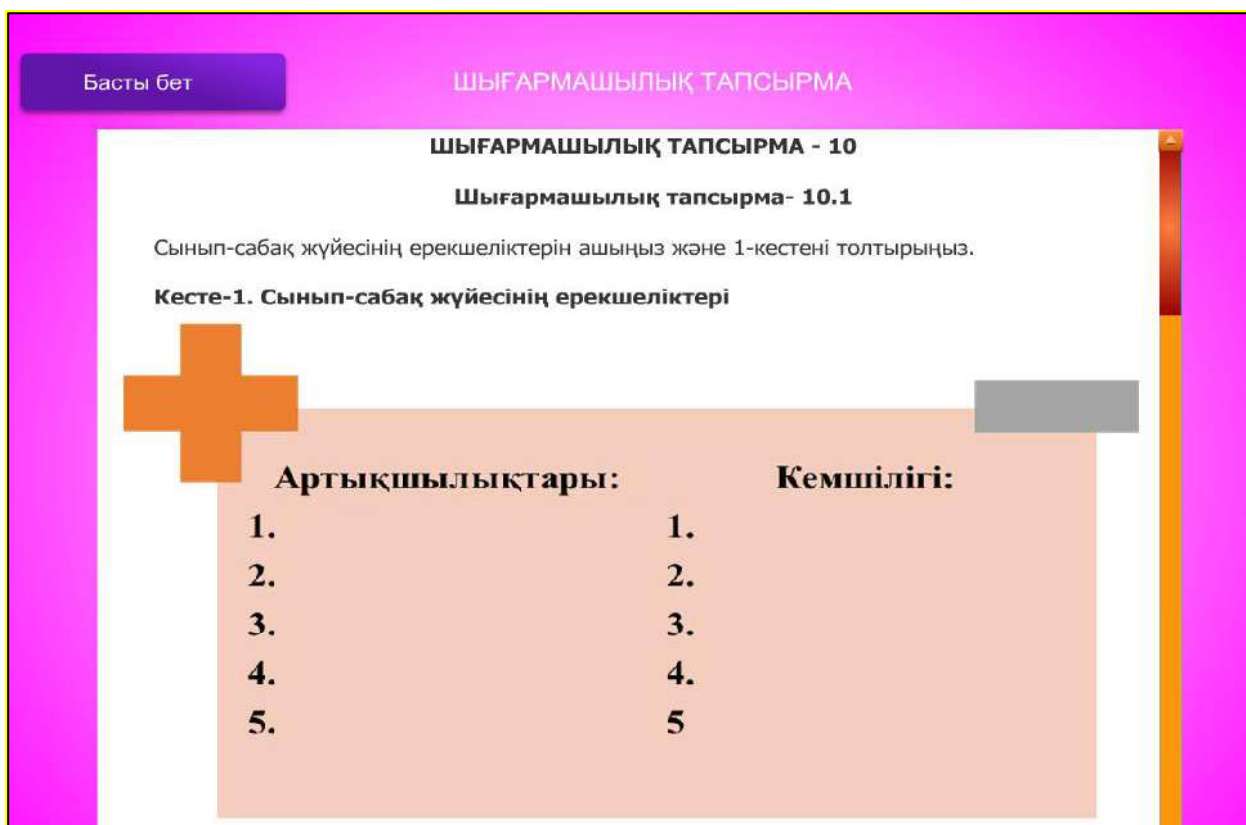 Басты бет
ШЫҒАРМАШЫЛЫҚ ТАПСЫРМА
ШЫҒАРМАШЫЛЫҚ ТАПСЫРМА - 10
Шығармашылық тапсырма- 10.1
Сынып-сабақ жүйесінің ерекшеліктерін ашыңыз және 1-кестені толтырыңыз.
Кесте-1. Сынып-сабақ жүйесінің ерекшеліктері
Артықшылықтары: Кемшілігі:
1. 1.
2. 2.
3. 3.
4. 4.
5. 5